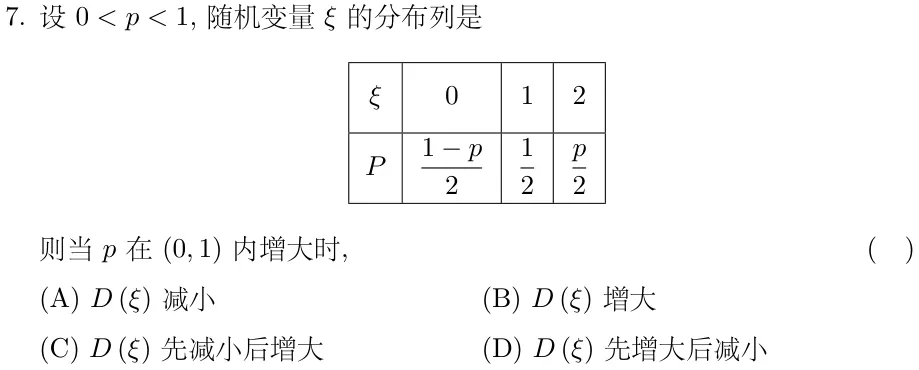 7. 设 0 < p < 1, 随机变量 ξ 的分布列是
ξ 0 1 2
P (1−p)/2 1/2 p/2
则当 p 在 (0, 1) 内增大时, ( )
(A) D (ξ) 减小 (B) D (ξ) 增大
(C) D (ξ) 先减小后增大 (D) D (ξ) 先增大后减小